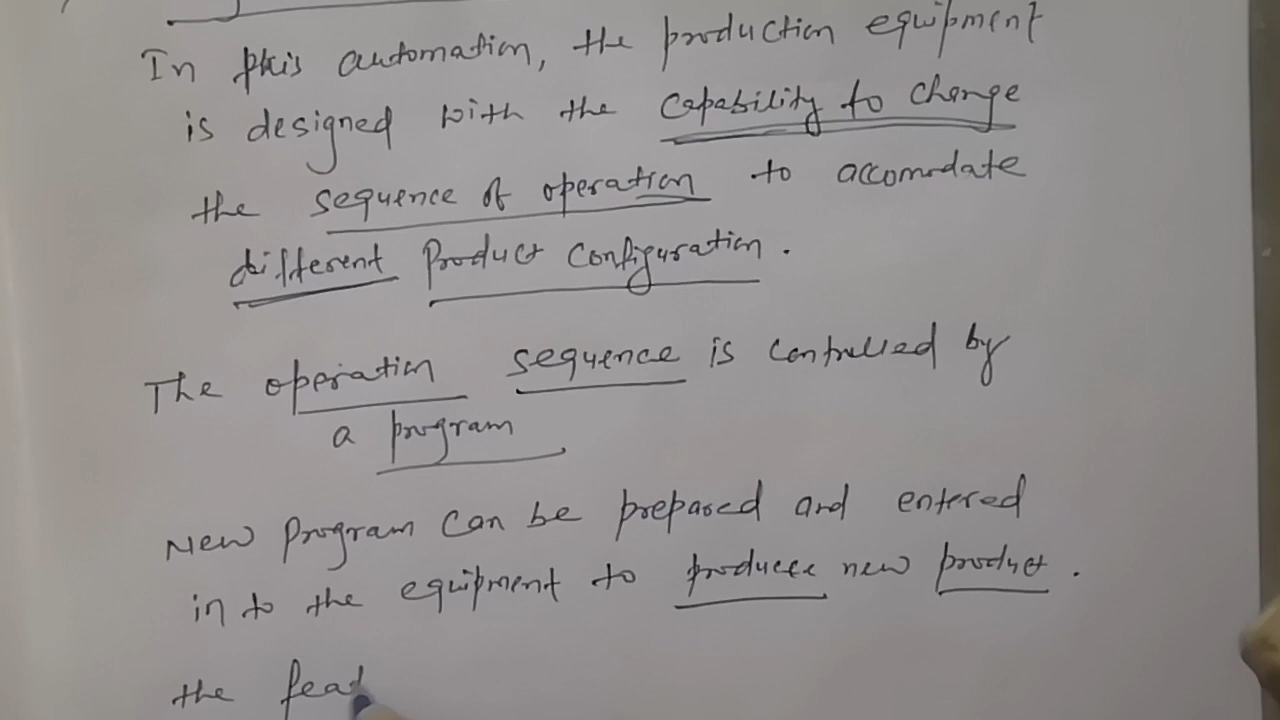 In this automation, the production equipment
is designed with the capability to change
the sequence of operation to accomodate
different Product Configuration.
The operation sequence is controlled by
a program
New Program can be prepared and entered
in to the equipment to produce new product.
the feat